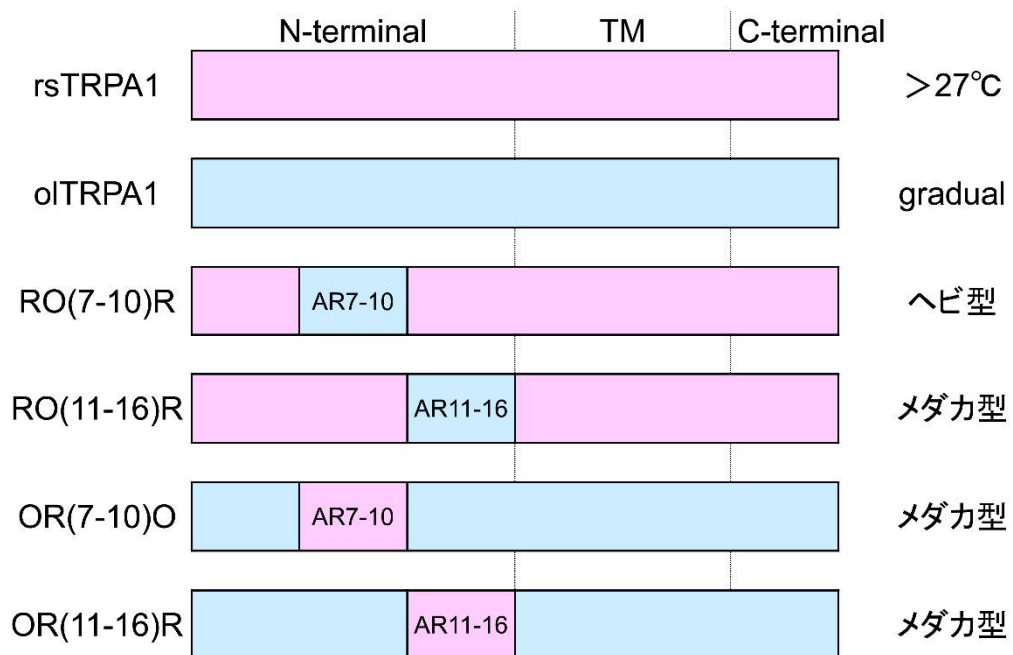 N-terminal TM C-terminal
rsTRPA1 >27℃
olTRPA1 gradual
RO(7-10)R AR7-10 ヘビ型
RO(11-16)R AR11-16 メダカ型
OR(7-10)O AR7-10 メダカ型
OR(11-16)R AR11-16 メダカ型